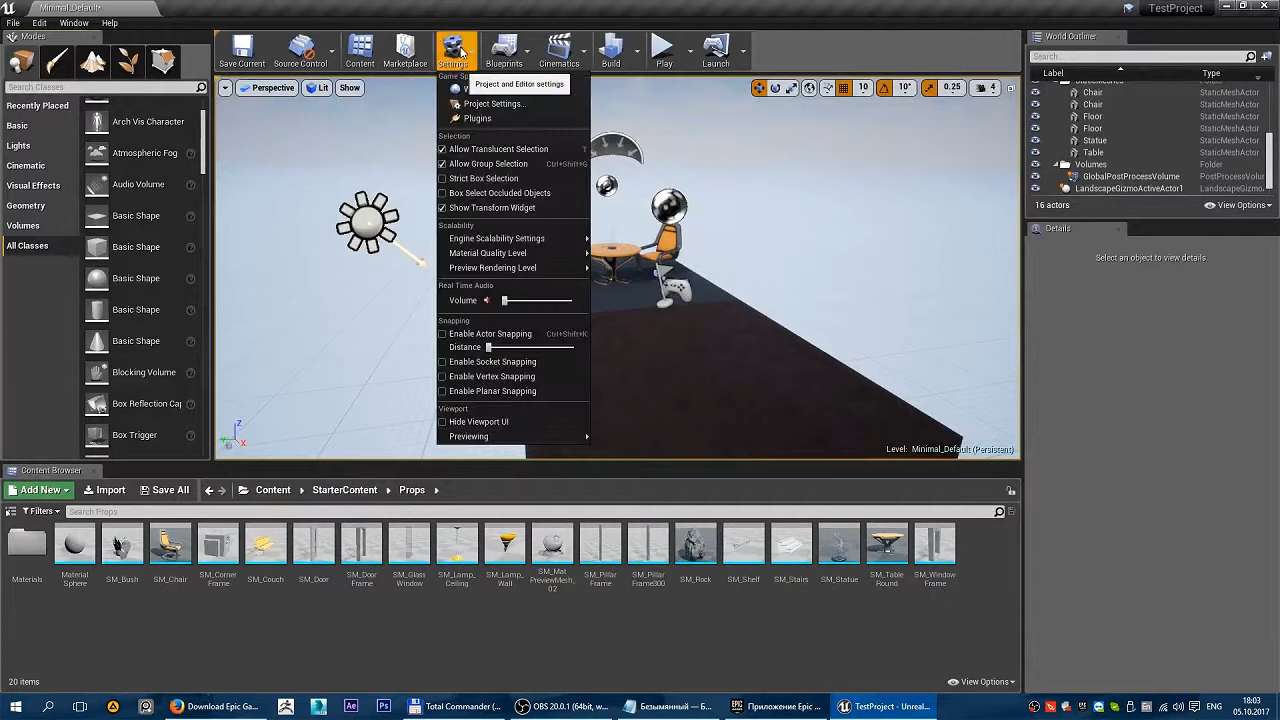 Minimal_Default*
TestProject
File Edit Window Help
Modes
Search Classes
Recently Placed
Basic
Lights
Cinematic
Visual Effects
Geometry
Volumes
All Classes
Arch Vis Character
Atmospheric Fog
Audio Volume
Basic Shape
Basic Shape
Basic Shape
Basic Shape
Basic Shape
Blocking Volume
Box Reflection Cap
Box Trigger
Save Current
Source Control
Content
Marketplace
Settings
Blueprints
Cinematics
Build
Play
Launch
Perspective Lit Show
10 10° 0.25 4
Project and Editor settings
Project Settings...
Plugins
Selection
Allow Translucent Selection T
Allow Group Selection Ctrl+Shift+G
Strict Box Selection
Box Select Occluded Objects
Show Transform Widget
Scalability
Engine Scalability Settings
Material Quality Level
Preview Rendering Level
Real Time Audio
Volume
Snapping
Enable Actor Snapping Ctrl+Shift+K
Distance
Enable Socket Snapping
Enable Vertex Snapping
Enable Planar Snapping
Viewport
Hide Viewport UI
Previewing
Z
X
Level: Minimal_Default (Persistent)
World Outliner
Search...
Label Type
Chair StaticMeshActor
Chair StaticMeshActor
Floor StaticMeshActor
Floor StaticMeshActor
Statue StaticMeshActor
Table StaticMeshActor
Volumes Folder
GlobalPostProcessVolume PostProcessVolu
LandscapeGizmoActiveActor1 LandscapeGizmo
16 actors View Options
Details
Select an object to view details.
Content Browser
Add New Import Save All Content StarterContent Props
Filters Search Props
Materials
Material Sphere
SM_Bush
SM_Chair
SM_Corner Frame
SM_Couch
SM_Door
SM_Door Frame
SM_Glass Window
SM_Lamp_ Ceiling
SM_Lamp_ Wall
SM_Mat PreviewMesh_ 02
SM_Pillar Frame
SM_Pillar Frame300
SM_Rock
SM_Shelf
SM_Stairs
SM_Statue
SM_Table Round
SM_Window Frame
20 items View Options
Download Epic Ga...
Total Commander (...
OBS 20.0.1 (64bit, w...
Безымянный — Б...
Приложение Epic ...
TestProject - Unreal...
ENG
18:03
05.10.2017